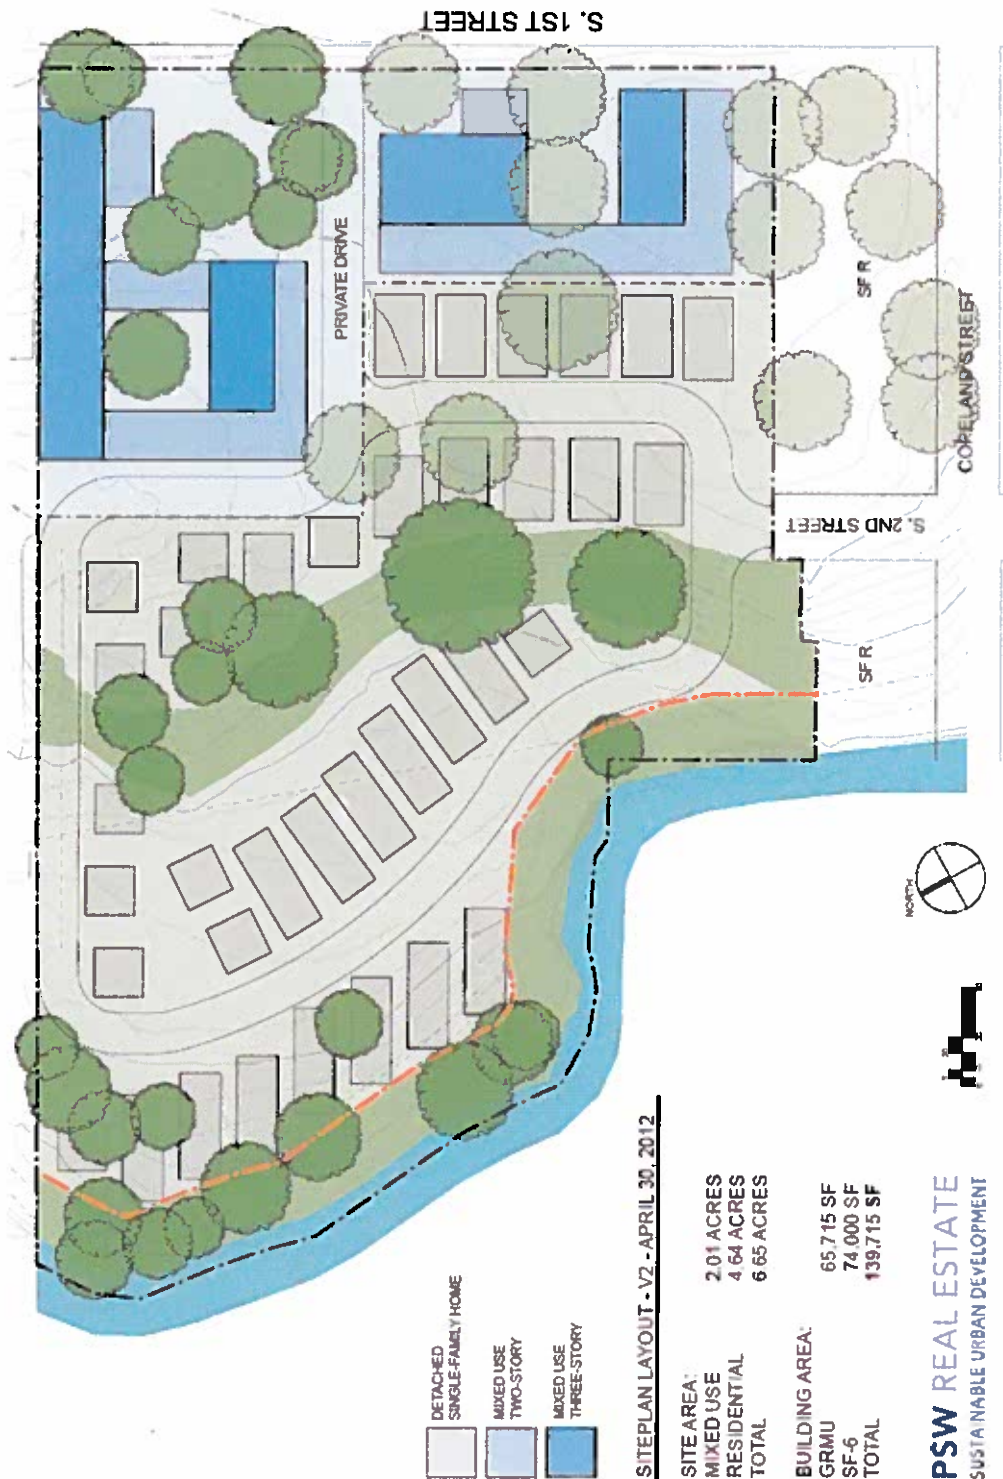 S. 1ST STREET
PRIVATE DRIVE
SF R
COPELAND STREET
S. 2ND STREET
SF R
NORTH
DETACHED
SINGLE-FAMILY HOME
MIXED USE
TWO-STORY
MIXED USE
THREE-STORY
SITEPLAN LAYOUT - V2 - APRIL 30, 2012
SITE AREA:
MIXED USE 2.01 ACRES
RESIDENTIAL 4.64 ACRES
TOTAL 6.65 ACRES
BUILDING AREA:
GRMU 65,715 SF
SF-6 74,000 SF
TOTAL 139,715 SF
PSW REAL ESTATE
SUSTAINABLE URBAN DEVELOPMENT